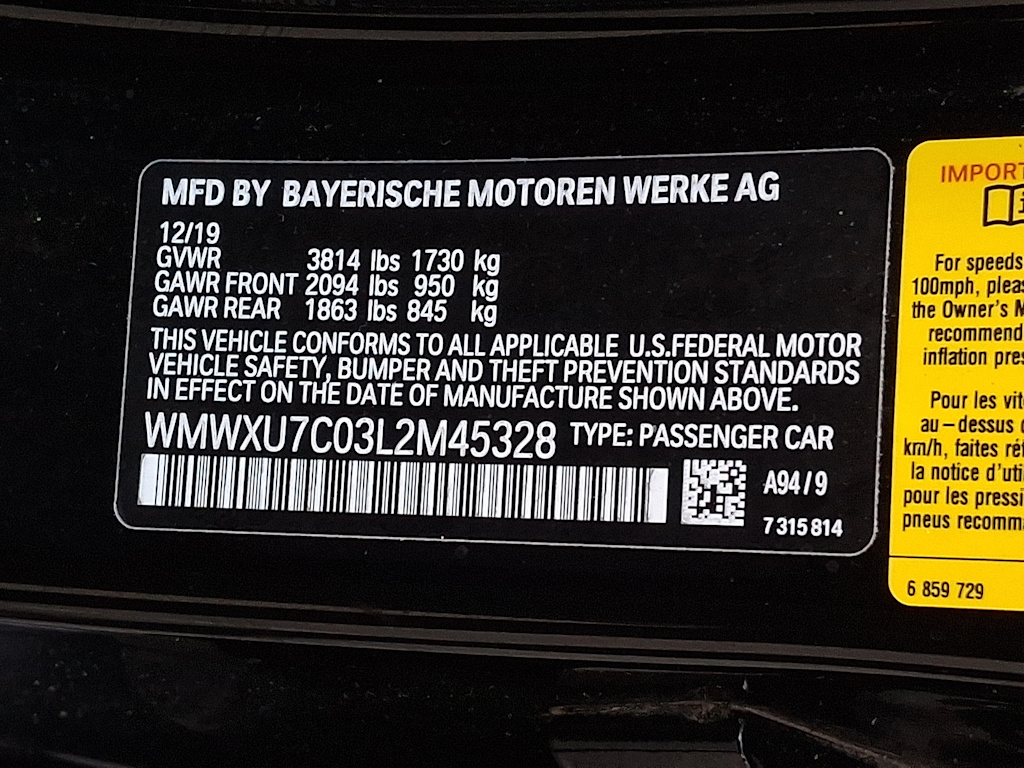 MFD BY BAYERISCHE MOTOREN WERKE AG
12/19
GVWR 3814 lbs 1730 kg
GAWR FRONT 2094 lbs 950 kg
GAWR REAR 1863 lbs 845 kg
THIS VEHICLE CONFORMS TO ALL APPLICABLE U.S.FEDERAL MOTOR
VEHICLE SAFETY, BUMPER AND THEFT PREVENTION STANDARDS
IN EFFECT ON THE DATE OF MANUFACTURE SHOWN ABOVE.
WMWXU7C03L2M45328 TYPE: PASSENGER CAR
A94/9
7 315 814
IMPORT
For speeds
100mph, pleas
the Owner's M
recommend
inflation pres
Pour les vit
au-dessus
km/h, faites réf
la notice d'uti
pour les pressi
pneus recomm
6 859 729